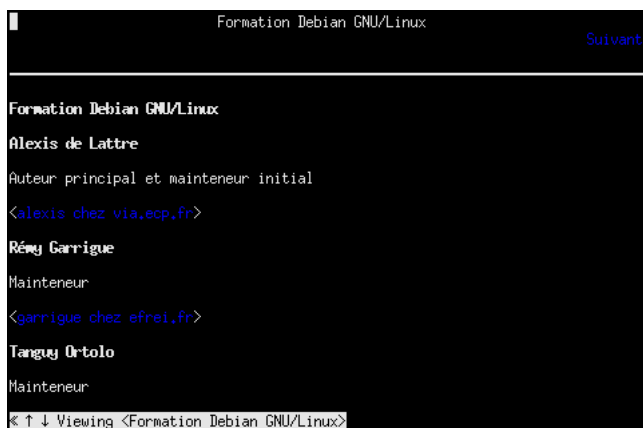 Formation Debian GNU/Linux
Suivant
Formation Debian GNU/Linux
Alexis de Lattre
Auteur principal et mainteneur initial
<alexis chez via.ecp.fr>
Rémy Garrigue
Mainteneur
<garrigue chez efrei.fr>
Tanguy Ortolo
Mainteneur
≪ ↑ ↓ Viewing <Formation Debian GNU/Linux>